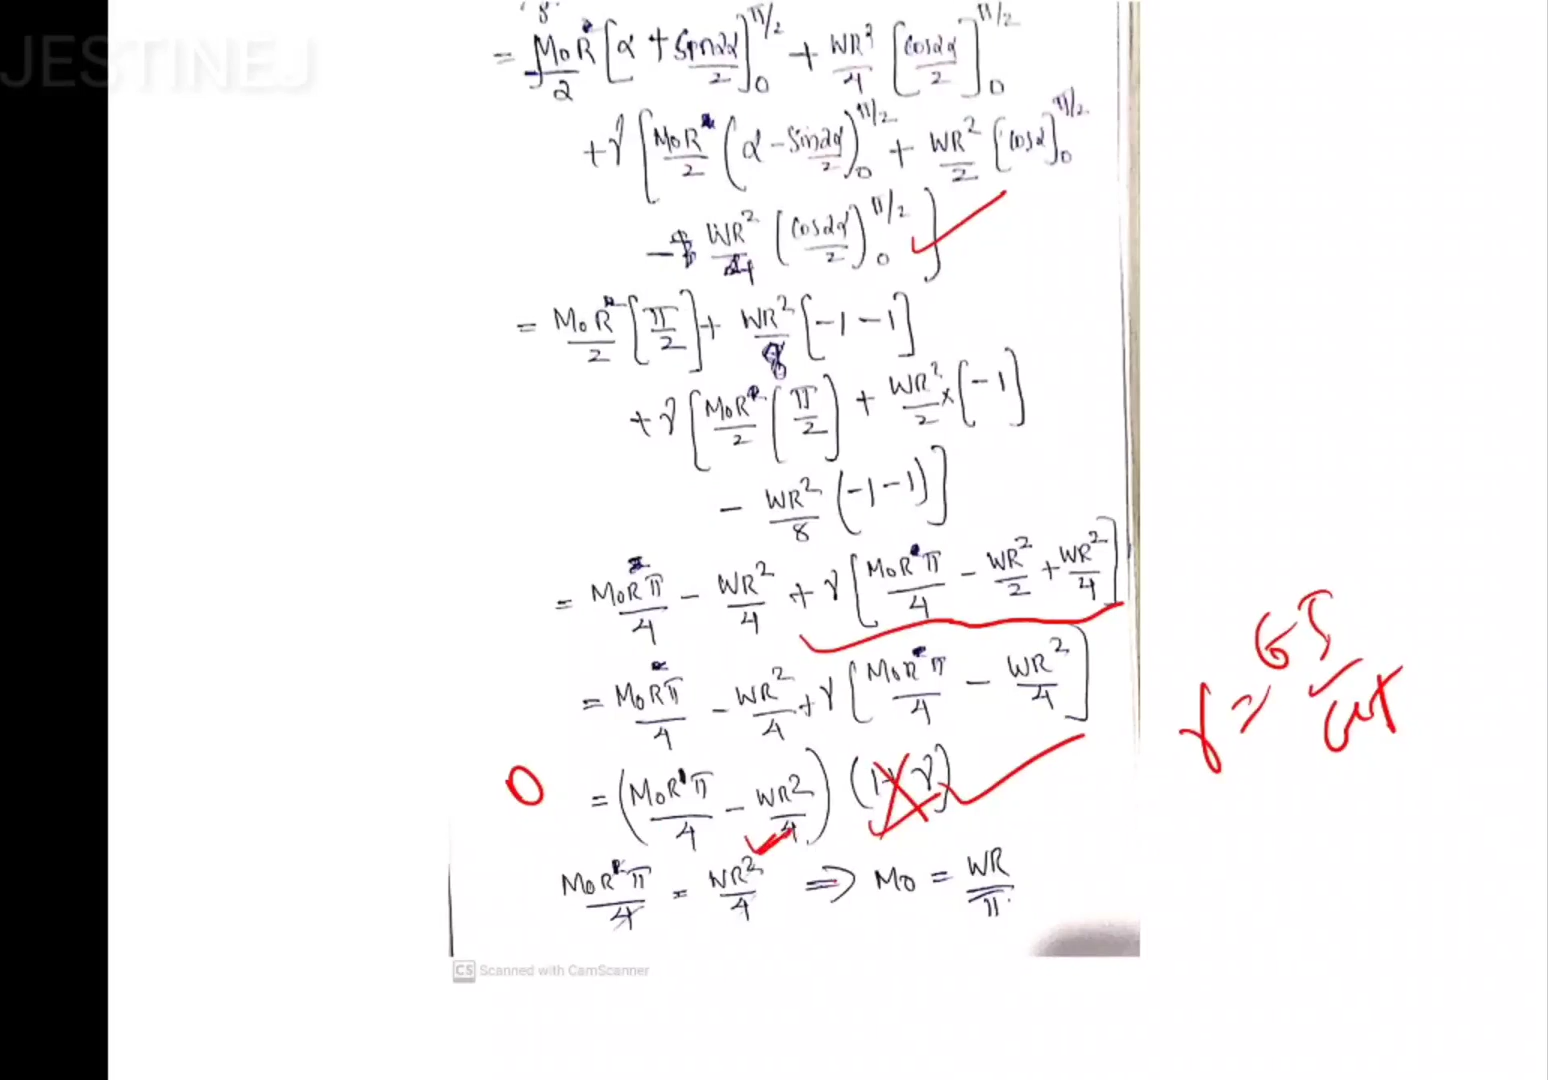 JESTINEJ
= M₀R/2 [α + Sin2α/2]₀^π/2 + WR²/4 [cos2α/2]₀^π/2
+γ [M₀R/2 (α - Sin2α/2)₀^π/2 + WR²/2 [cosα]₀^π/2
- WR²/4 (cos2α/2)₀^π/2 ]
= M₀R/2 [π/2] + WR²/8 [-1 -1]
+ γ [M₀R/2 (π/2] + WR²/2 × (-1]
- WR²/8 (-1 -1)]
= M₀Rπ/4 - WR²/4 + γ [M₀Rπ/4 - WR²/2 + WR²/4]
= M₀Rπ/4 - WR²/4 + γ [M₀Rπ/4 - WR²/4]
γ = GJ/
0 = (M₀Rπ/4 - WR²/4) (1+γ)
M₀Rπ/4 = WR²/4 ⇒ M₀ = WR/π
CS Scanned with CamScanner